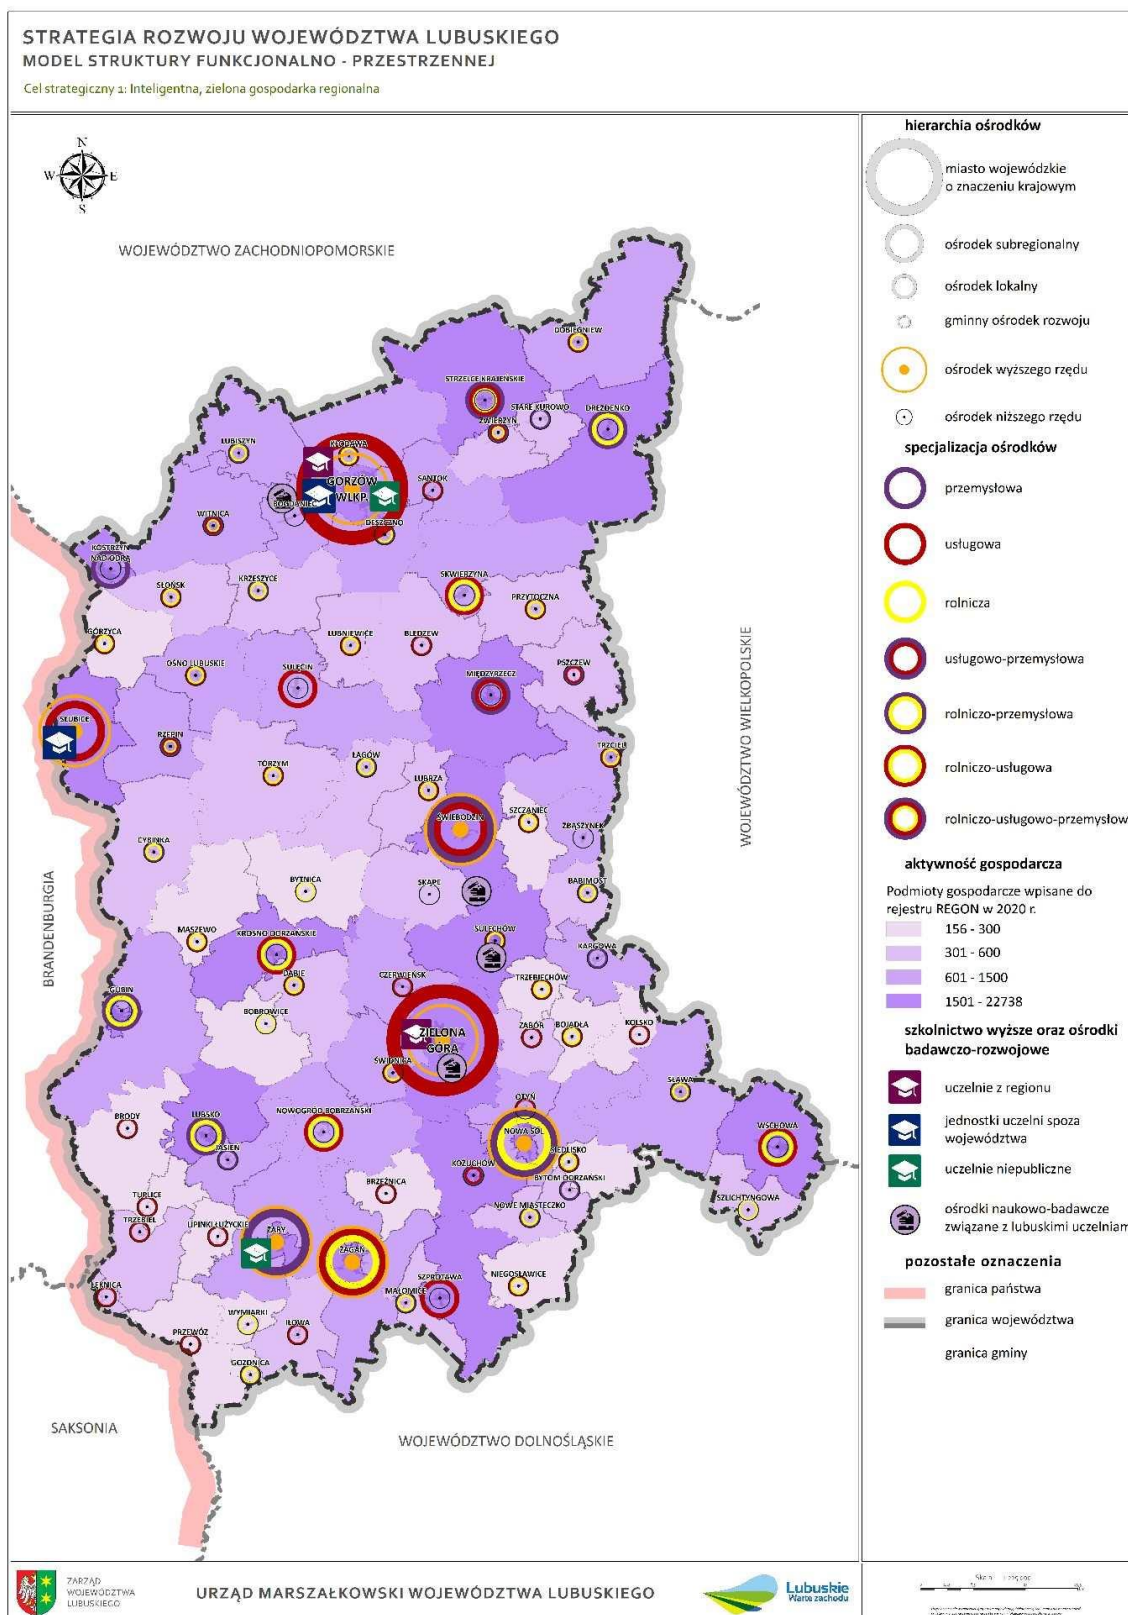 STRATEGIA ROZWOJU WOJEWÓDZTWA LUBUSKIEGO
MODEL STRUKTURY FUNKCJONALNO - PRZESTRZENNEJ
Cel strategiczny 1: Inteligentna, zielona gospodarka regionalna
N
W E
S
WOJEWÓDZTWO ZACHODNIOPOMORSKIE
DOBIEGNIEW
STRZELCE KRAJEŃSKIE
STARE KUROWO
DREZDENKO
ZWIERZYN
LUBISZYN
KŁODAWA
GORZÓW
WLKP.
SANTOK
BOGDANIEC
DESZCZNO
WITNICA
KOSTRZYN
NAD ODRĄ
SŁOŃSK
KRZESZYCE
SKWIERZYNA
PRZYTOCZNA
GÓRZYCA
LUBNIEWICE
BLEDZEW
OŚNO LUBUSKIE
SULĘCIN
MIĘDZYRZECZ
PSZCZEW
SŁUBICE
RZEPIN
TORZYM
ŁAGÓW
LUBRZA
TRZCIEL
ŚWIEBODZIN
SZCZANIEC
ZBĄSZYNEK
CYBINKA
BYTNICA
SKĄPE
BABIMOST
MASZEWO
KROSNO ODRZAŃSKIE
SULECHÓW
KARGOWA
DĄBIE
CZERWIEŃSK
TRZEBIECHÓW
GUBIN
BOBROWICE
ZIELONA
GÓRA
ZABÓR
BOJADŁA
KOLSKO
ŚWIDNICA
SŁAWA
BRODY
LUBSKO
NOWOGRÓD BOBRZAŃSKI
OTYŃ
NOWA SÓL
WSCHOWA
JASIEŃ
KOŻUCHÓW
SIEDLISKO
BYTOM ODRZAŃSKI
BRZEŹNICA
TUPLICE
TRZEBIEL
LIPINKI ŁUŻYCKIE
ŻARY
ŻAGAŃ
NOWE MIASTECZKO
SZLICHTYNGOWA
ŁĘKNICA
SZPROTAWA
MAŁOMICE
NIEGOSŁAWICE
WYMIARKI
IŁOWA
PRZEWÓZ
GOZDNICA
BRANDENBURGIA
WOJEWÓDZTWO WIELKOPOLSKIE
SAKSONIA
WOJEWÓDZTWO DOLNOŚLĄSKIE
hierarchia ośrodków
miasto wojewódzkie
o znaczeniu krajowym
ośrodek subregionalny
ośrodek lokalny
gminny ośrodek rozwoju
ośrodek wyższego rzędu
ośrodek niższego rzędu
specjalizacja ośrodków
przemysłowa
usługowa
rolnicza
usługowo-przemysłowa
rolniczo-przemysłowa
rolniczo-usługowa
rolniczo-usługowo-przemysłow
aktywność gospodarcza
Podmioty gospodarcze wpisane do
rejestru REGON w 2020 r.
156 - 300
301 - 600
601 - 1500
1501 - 22738
szkolnictwo wyższe oraz ośrodki
badawczo-rozwojowe
uczelnie z regionu
jednostki uczelni spoza
województwa
uczelnie niepubliczne
ośrodki naukowo-badawcze
związane z lubuskimi uczelniam
pozostałe oznaczenia
granica państwa
granica województwa
granica gminy
ZARZĄD
WOJEWÓDZTWA
LUBUSKIEGO
URZĄD MARSZAŁKOWSKI WOJEWÓDZTWA LUBUSKIEGO
Lubuskie
Warte zachodu